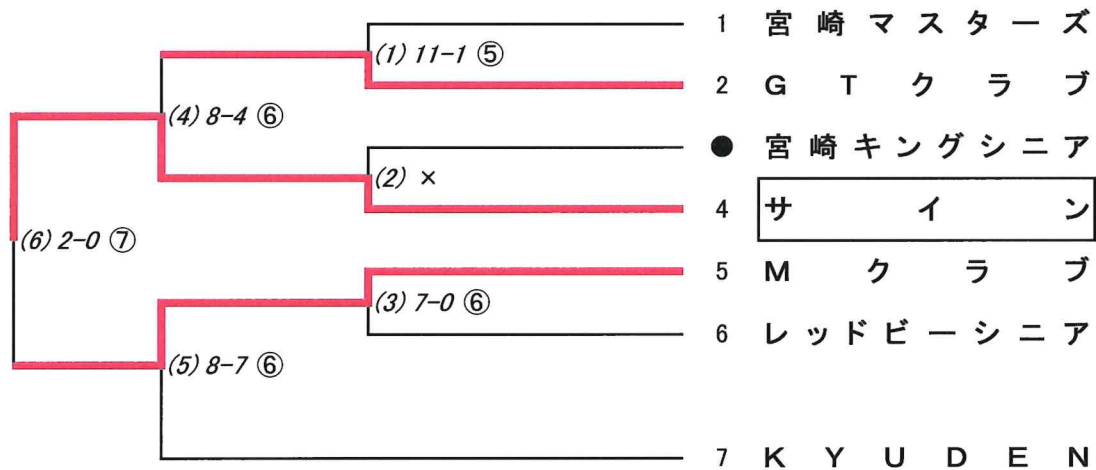 1 宮崎マスターズ
(1) 11-1 ⑤
2 GTクラブ
(4) 8-4 ⑥
● 宮崎キングシニア
(2) ×
4 サイン
(6) 2-0 ⑦
5 Mクラブ
(3) 7-0 ⑥
6 レッドビーシニア
(5) 8-7 ⑥
7 KYUDEN